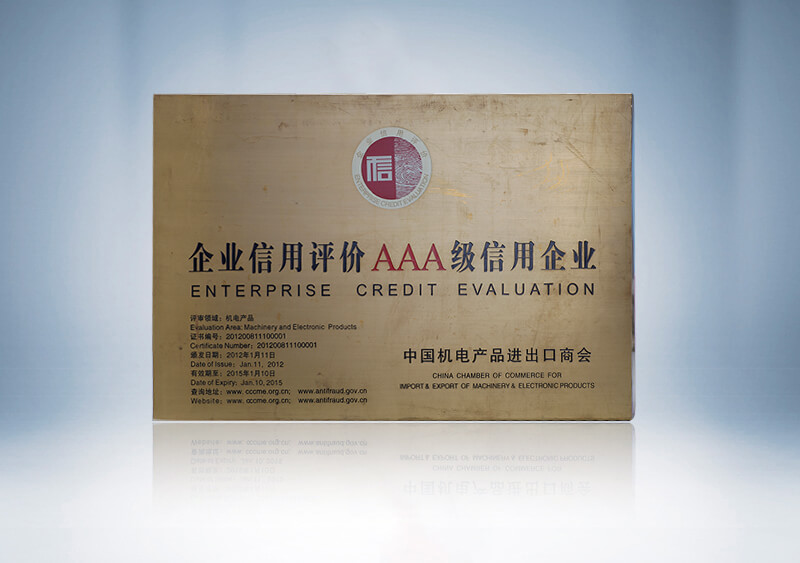 企业信用评价
信
ENTERPRISE CREDIT EVALUATION
企业信用评价AAA级信用企业
ENTERPRISE CREDIT EVALUATION
评审领域：机电产品
Evaluation Area: Machinery and Electronic Products
证书编号：201200811100001
Certificate Number：201200811100001
颁发日期：2012年1月11日
Date of Issue：Jan.11, 2012
有效期至：2015年1月10日
Date of Expiry: Jan.10, 2015
查询地址：www. cccme.org.cn; www.antifraud.gov.cn
Website：www. cccme.org.cn; www.antifraud.gov.cn
中国机电产品进出口商会
CHINA CHAMBER OF COMMERCE FOR
IMPORT & EXPORT OF MACHINERY & ELECTRONIC PRODUCTS